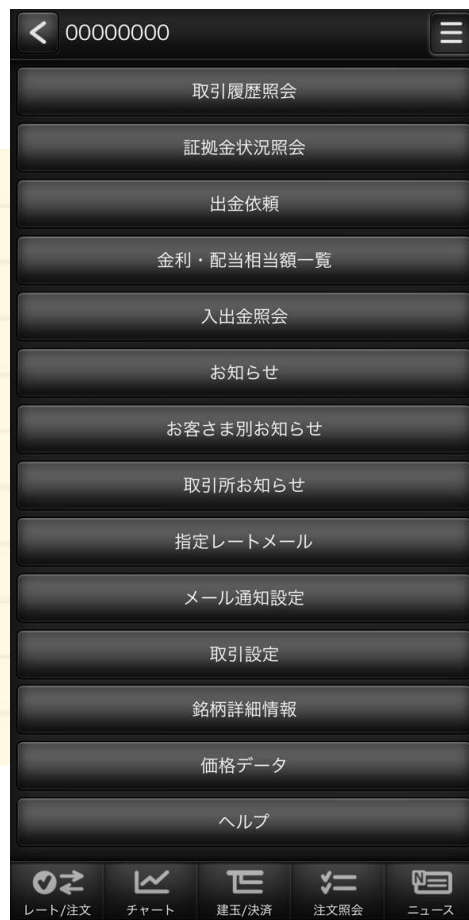 00000000
取引履歴照会
証拠金状況照会
出金依頼
金利・配当相当額一覧
入出金照会
お知らせ
お客さま別お知らせ
取引所お知らせ
指定レートメール
メール通知設定
取引設定
銘柄詳細情報
価格データ
ヘルプ
N
レート/注文 チャート 建玉/決済 注文照会 ニュース